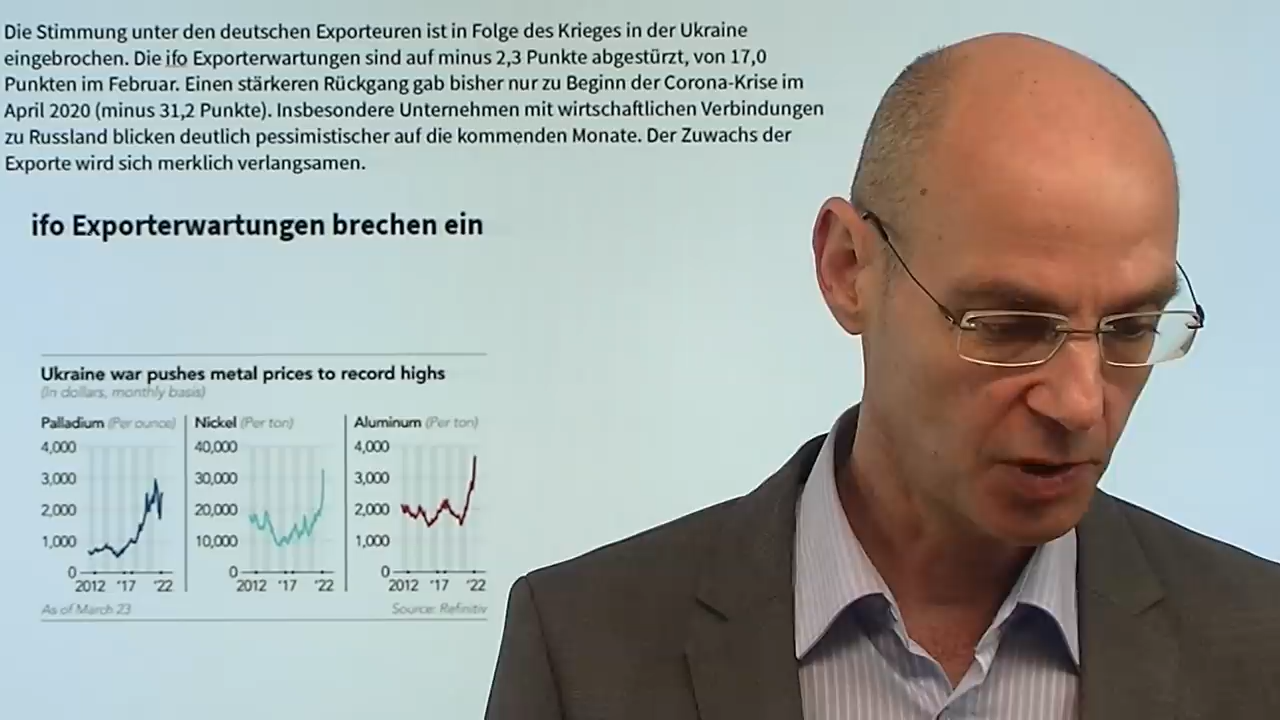 Die Stimmung unter den deutschen Exporteuren ist in Folge des Krieges in der Ukraine
eingebrochen. Die ifo Exporterwartungen sind auf minus 2,3 Punkte abgestürzt, von 17,0
Punkten im Februar. Einen stärkeren Rückgang gab bisher nur zu Beginn der Corona-Krise im
April 2020 (minus 31,2 Punkte). Insbesondere Unternehmen mit wirtschaftlichen Verbindungen
zu Russland blicken deutlich pessimistischer auf die kommenden Monate. Der Zuwachs der
Exporte wird sich merklich verlangsamen.
ifo Exporterwartungen brechen ein
Ukraine war pushes metal prices to record highs
(In dollars, monthly basis)
Palladium (Per ounce)
4,000
3,000
2,000
1,000
0
2012 '17 '22
Nickel (Per ton)
40,000
30,000
20,000
10,000
0
2012 '17 '22
Aluminum (Per ton)
4,000
3,000
2,000
1,000
0
2012 '17 '22
As of March 23
Source: Refinitiv